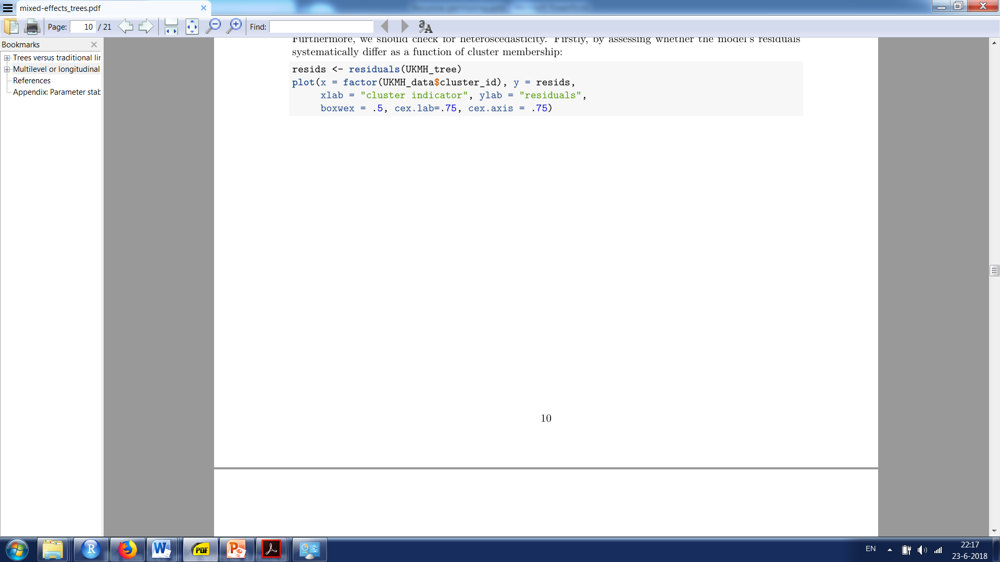 mixed-effects_trees.pdf
Page: 10 / 21 Find:
Bookmarks
Trees versus traditional lir
Multilevel or longitudinal
References
Appendix: Parameter stab
Furthermore, we should check for heteroscedasticity. Firstly, by assessing whether the model's residuals
systematically differ as a function of cluster membership:
resids <- residuals(UKMH_tree)
plot(x = factor(UKMH_data$cluster_id), y = resids,
     xlab = "cluster indicator", ylab = "residuals",
     boxwex = .5, cex.lab=.75, cex.axis = .75)
10
PDF
EN
22:17
23-6-2018